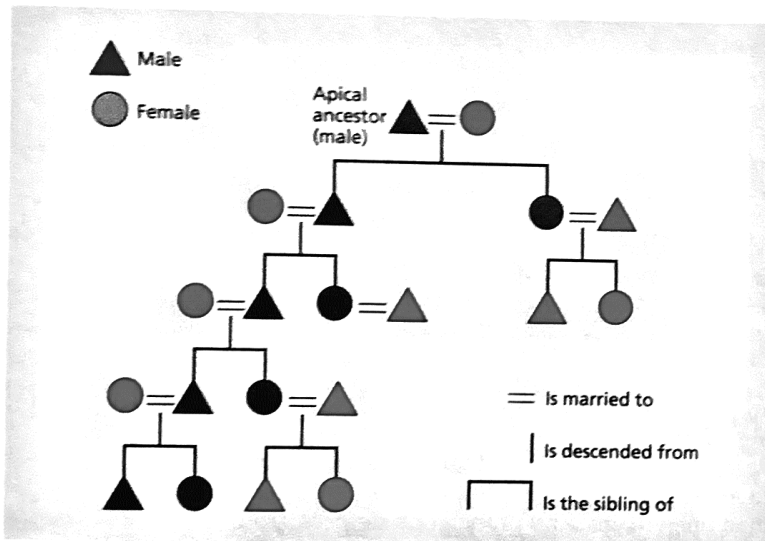 Male
Female
Apical
ancestor
(male)
Is married to
Is descended from
Is the sibling of